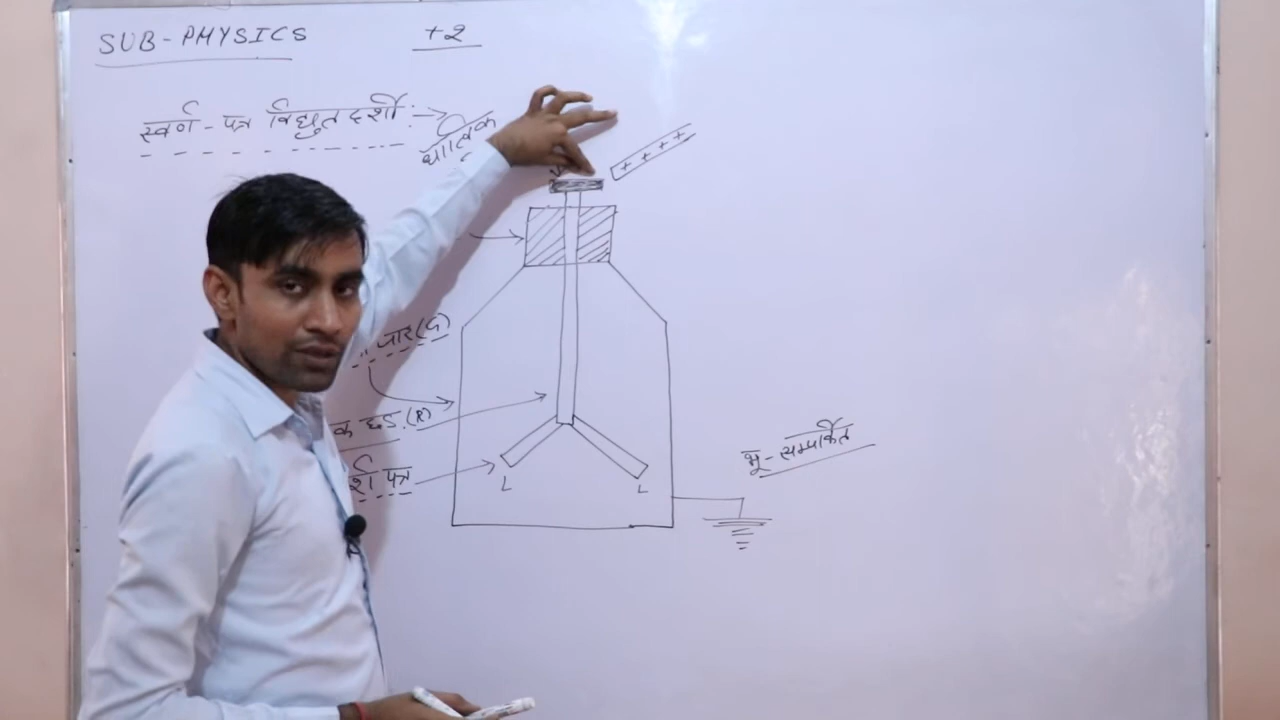 SUB-PHYSICS +2
स्वर्ण-पत्र विद्युतदर्शी :→
धात्विक
++++
जार(G)
क छड़.(R)
र्ण पत्र
L L
भू-सम्पर्कित